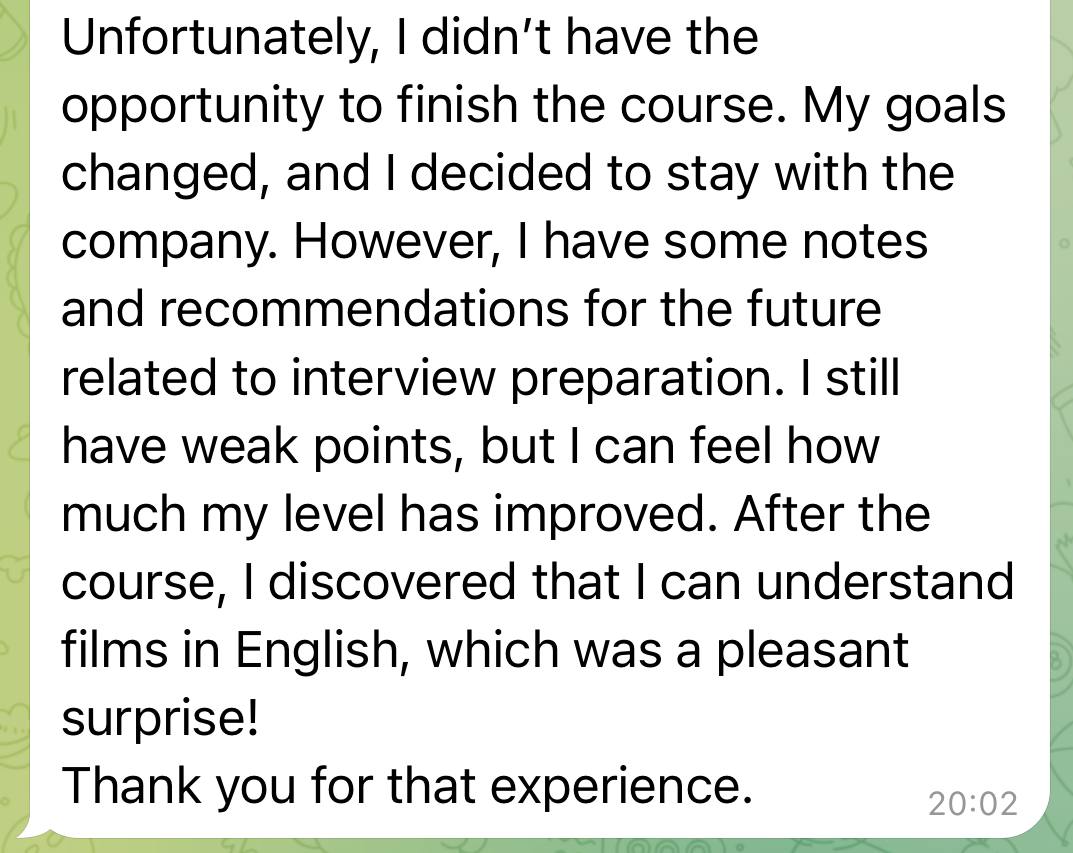 Unfortunately, I didn’t have the
opportunity to finish the course. My goals
changed, and I decided to stay with the
company. However, I have some notes
and recommendations for the future
related to interview preparation. I still
have weak points, but I can feel how
much my level has improved. After the
course, I discovered that I can understand
films in English, which was a pleasant
surprise!
Thank you for that experience.
20:02